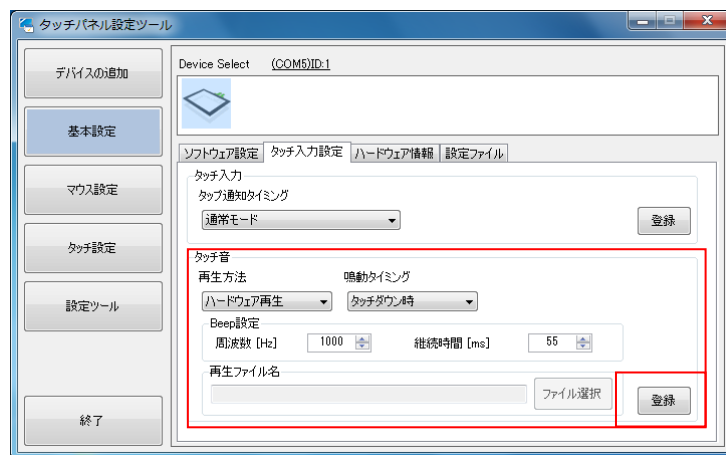 タッチパネル設定ツール
デバイスの追加
基本設定
マウス設定
タッチ設定
設定ツール
終了
Device Select (COM5)ID:1
ソフトウェア設定 タッチ入力設定 ハードウェア情報 設定ファイル
タッチ入力
タップ通知タイミング
通常モード
登録
タッチ音
再生方法 鳴動タイミング
ハードウェア再生 タッチダウン時
Beep設定
周波数 [Hz] 1000 継続時間 [ms] 55
再生ファイル名
ファイル選択
登録